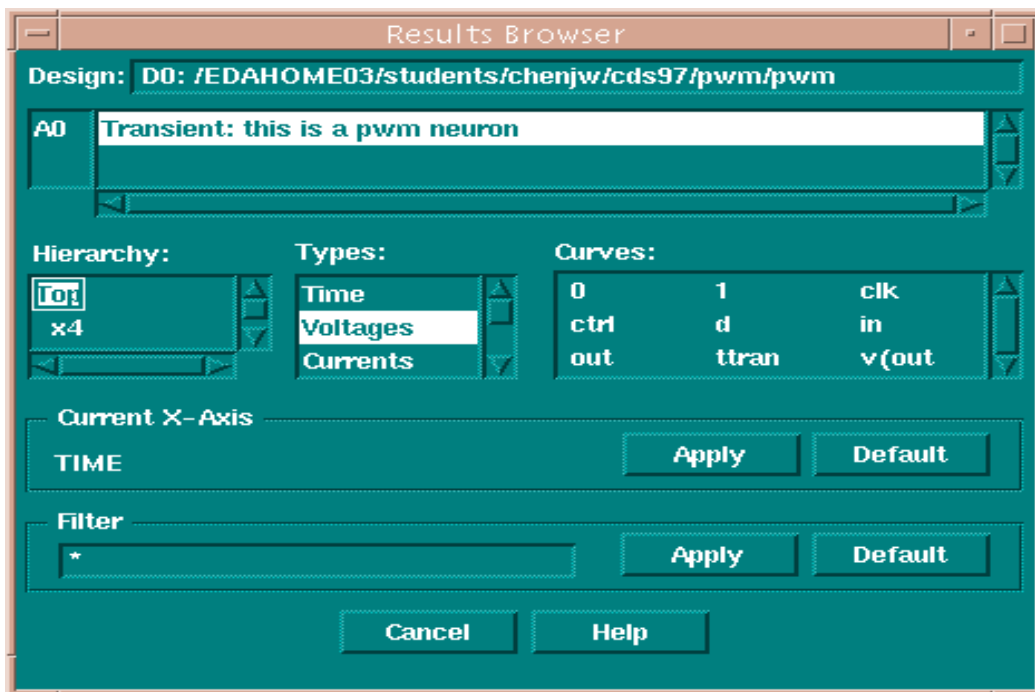 Results Browser
Design: D0: /EDAHOME03/students/chenjw/cds97/pwm/pwm
A0 Transient: this is a pwm neuron
Hierarchy: Types: Curves:
Top Time 0 1 clk
x4 Voltages ctrl d in
Currents out ttran v(out
Current X-Axis
TIME Apply Default
Filter
* Apply Default
Cancel Help